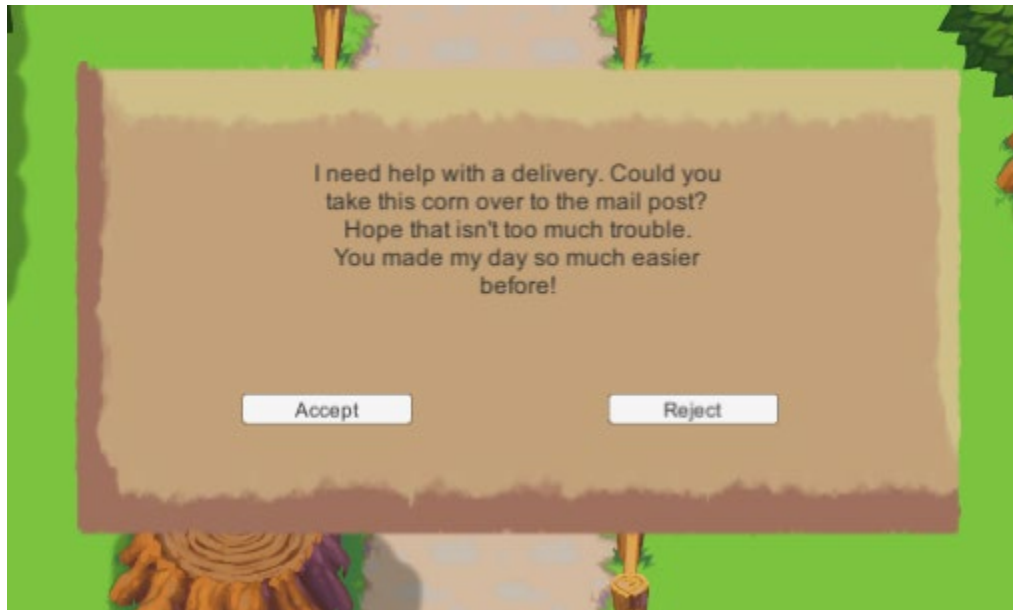 I need help with a delivery. Could you
take this corn over to the mail post?
Hope that isn't too much trouble.
You made my day so much easier
before!
Accept
Reject